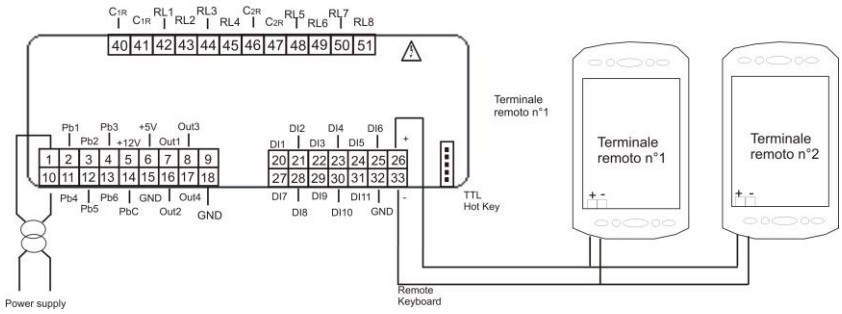 C1R C1R RL1 RL2 RL3 RL4 C2R C2R RL5 RL6 RL7 RL8
40 41 42 43 44 45 46 47 48 49 50 51
Pb1 Pb2 Pb3 +12V +5V Out1 Out3
1 2 3 4 5 6 7 8 9
10 11 12 13 14 15 16 17 18
Pb4 Pb5 Pb6 PbC GND Out2 Out4 GND
DI1 DI2 DI3 DI4 DI5 DI6 +
20 21 22 23 24 25 26
27 28 29 30 31 32 33
DI7 DI8 DI9 DI10 DI11 GND -
TTL
Hot Key
Power supply
Remote
Keyboard
Terminale
remoto n°1
Terminale
remoto n°1
+ -
Terminale
remoto n°2
+ -